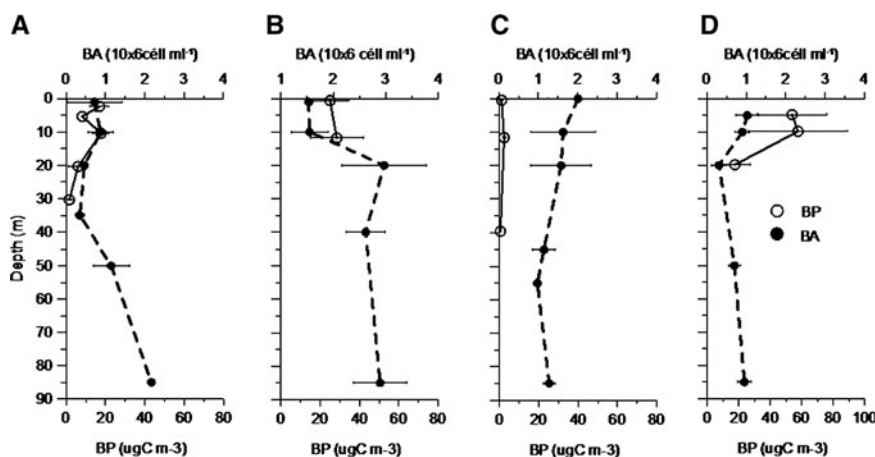 A B C D
BA (10x6céll ml-¹) BA (10x6 céll ml-¹) BA (10x6céll ml-¹) BA (10x6céll ml-¹)
0 1 2 3 4 1 2 3 4 0 1 2 3 4 0 1 2 3 4
0
10
20
30
40
50
60
70
80
90
Depth (m)
BP
BA
0 20 40 60 80 0 20 40 60 80 0 20 40 60 80 0 20 40 60 80 100
BP (ugC m-3) BP (ugC m-3) BP (ugC m-3) BP (ugC m-3)